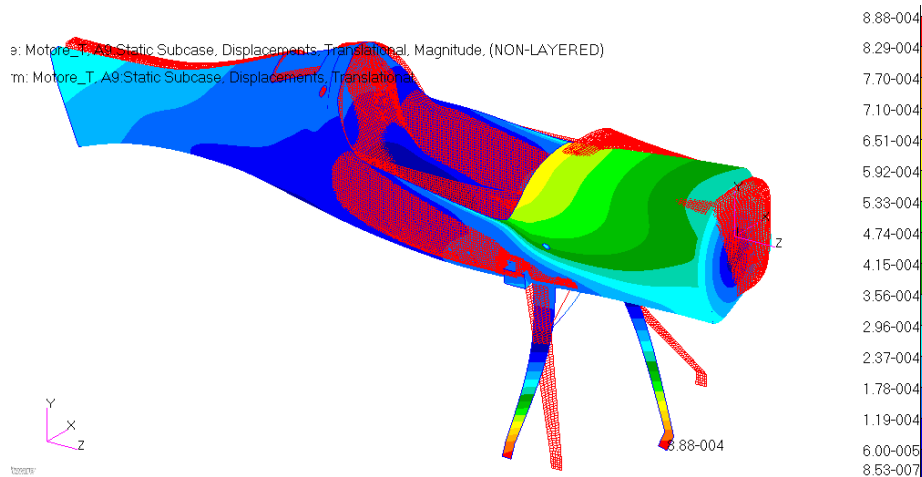 8.88-004
e: Motore_T, A9:Static Subcase, Displacements, Translational, Magnitude, (NON-LAYERED)
8.29-004
rm: Motore_T, A9:Static Subcase, Displacements, Translational,
7.70-004
7.10-004
6.51-004
5.92-004
5.33-004
4.74-004
4.15-004
3.56-004
2.96-004
2.37-004
1.78-004
1.19-004
6.00-005
8.53-007
Y
X
Z
Y
X
Z
8.88-004